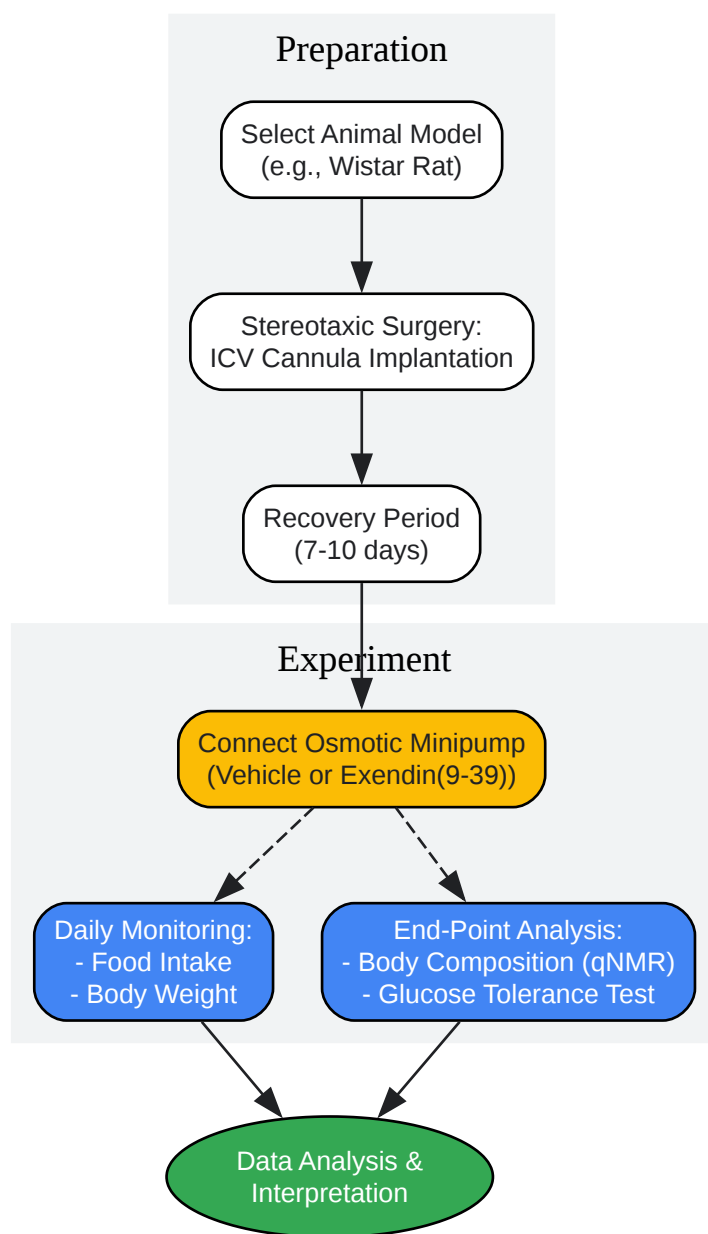 Preparation
Select Animal Model
(e.g., Wistar Rat)
Stereotaxic Surgery:
ICV Cannula Implantation
Recovery Period
(7-10 days)
Experiment
Connect Osmotic Minipump
(Vehicle or Exendin(9-39))
Daily Monitoring:
- Food Intake
- Body Weight
End-Point Analysis:
- Body Composition (qNMR)
- Glucose Tolerance Test
Data Analysis &
Interpretation